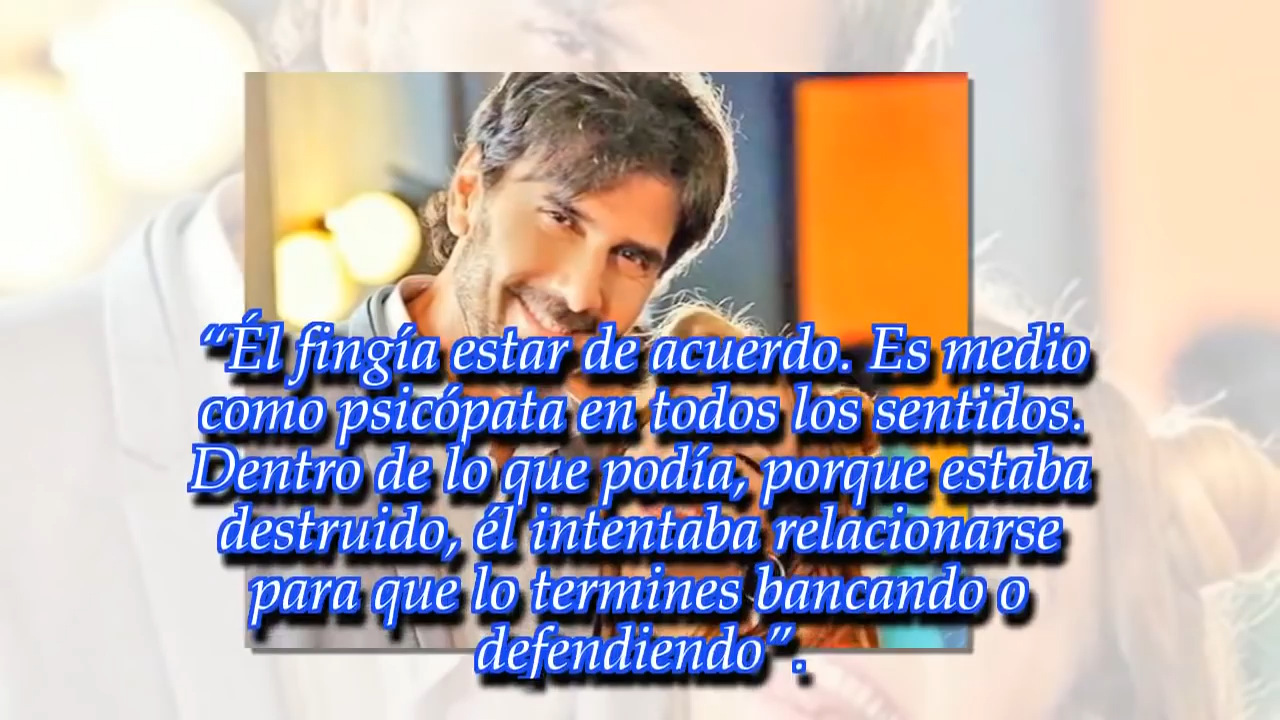 “Él fingía estar de acuerdo. Es medio
como psicópata en todos los sentidos.
Dentro de lo que podía, porque estaba
destruido, él intentaba relacionarse
para que lo termines bancando o
defendiendo”.